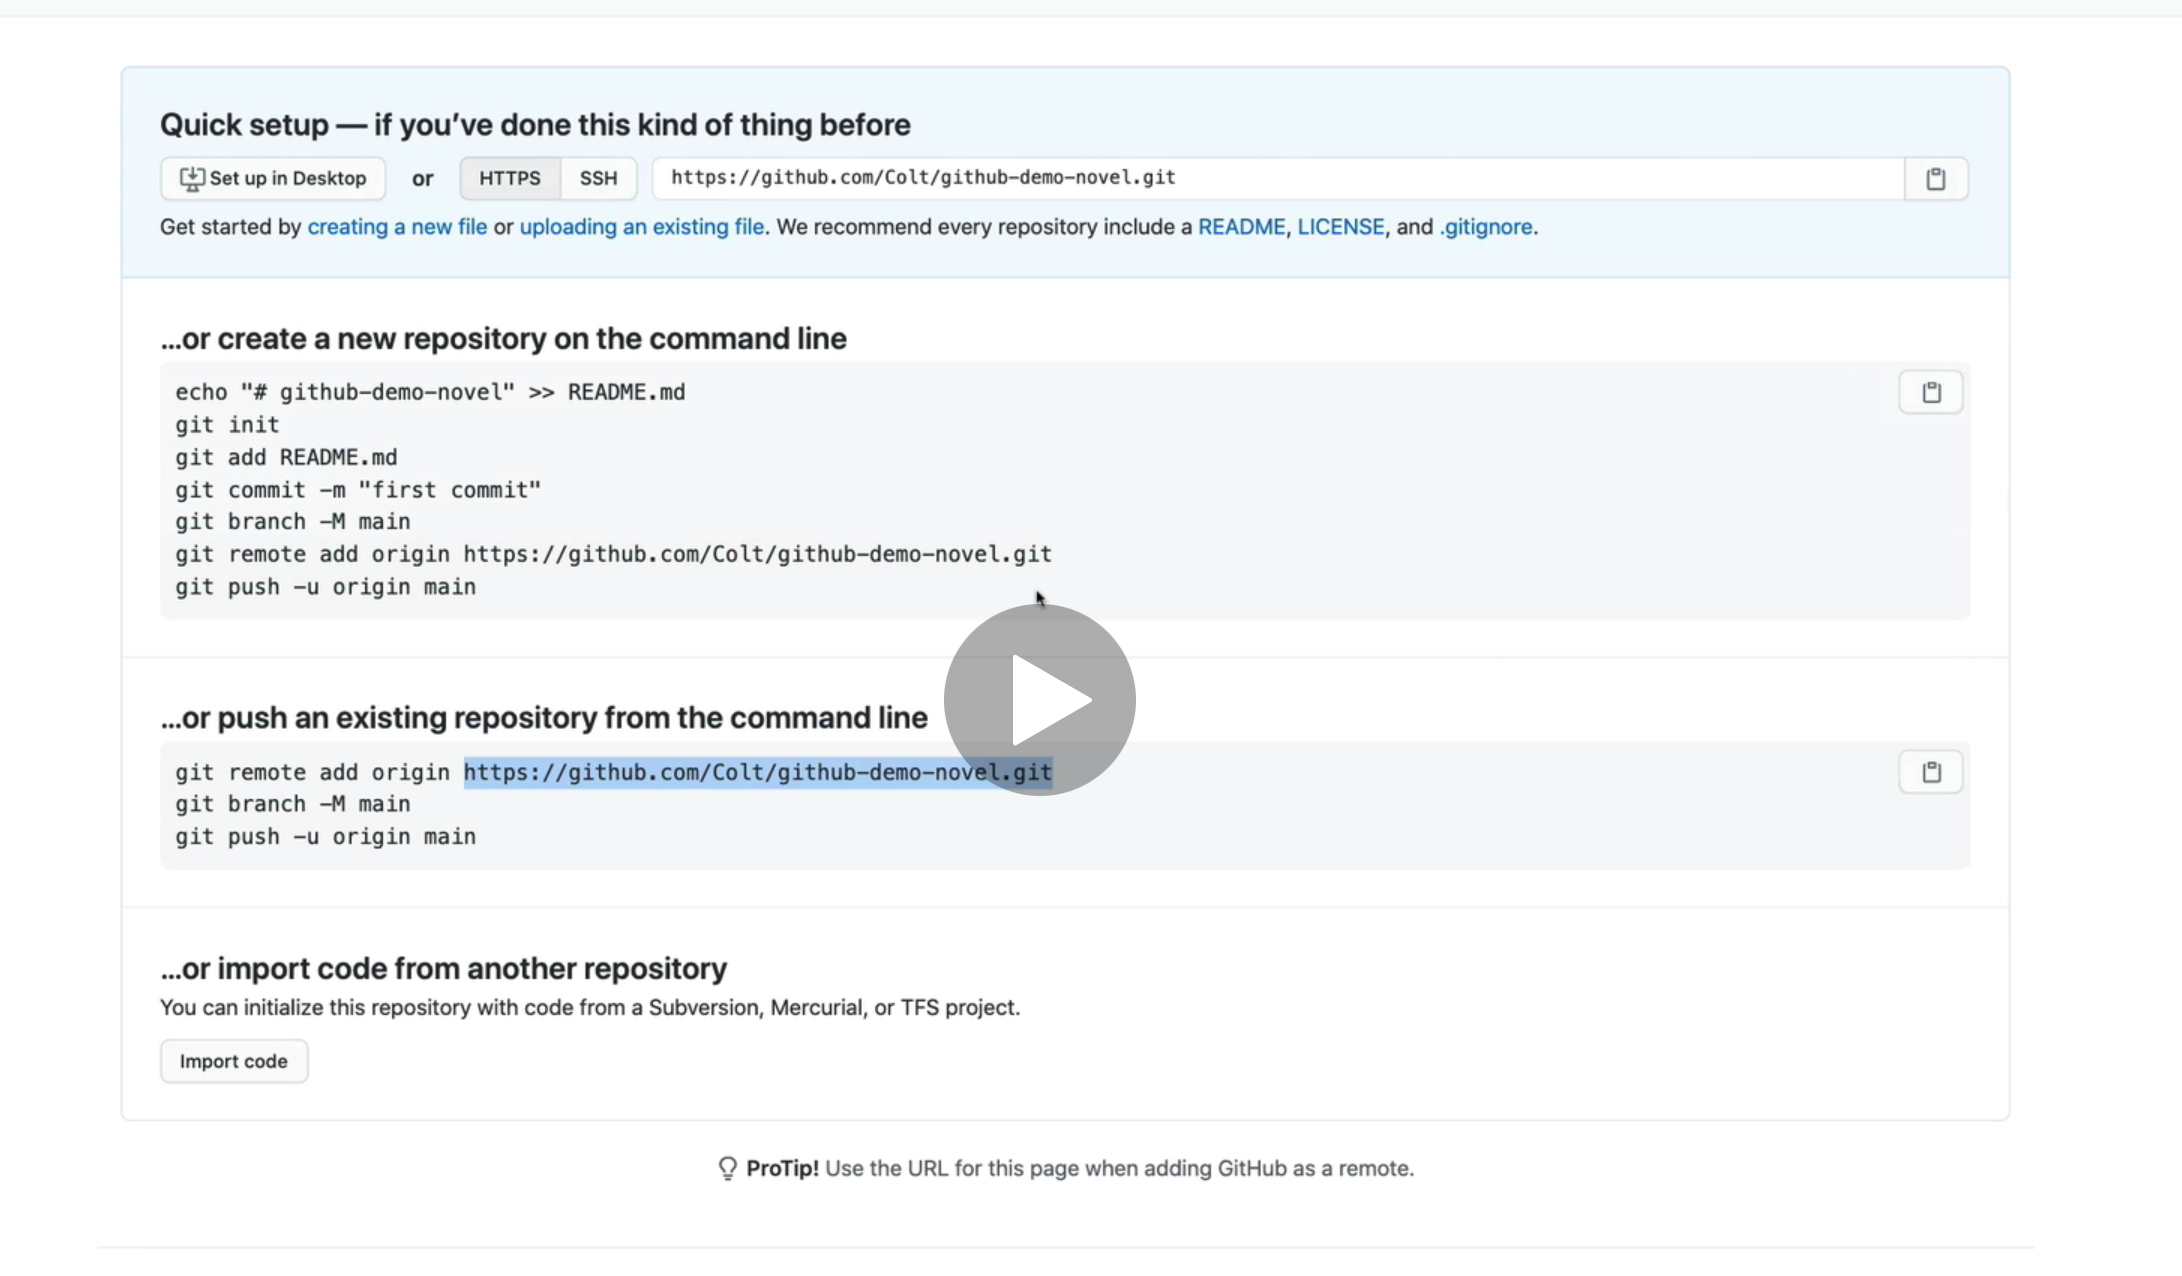 Quick setup — if you’ve done this kind of thing before
Set up in Desktop or HTTPS SSH https://github.com/Colt/github-demo-novel.git
Get started by creating a new file or uploading an existing file. We recommend every repository include a README, LICENSE, and .gitignore.
…or create a new repository on the command line
echo "# github-demo-novel" >> README.md
git init
git add README.md
git commit -m "first commit"
git branch -M main
git remote add origin https://github.com/Colt/github-demo-novel.git
git push -u origin main
…or push an existing repository from the command line
git remote add origin https://github.com/Colt/github-demo-novel.git
git branch -M main
git push -u origin main
…or import code from another repository
You can initialize this repository with code from a Subversion, Mercurial, or TFS project.
Import code
ProTip! Use the URL for this page when adding GitHub as a remote.